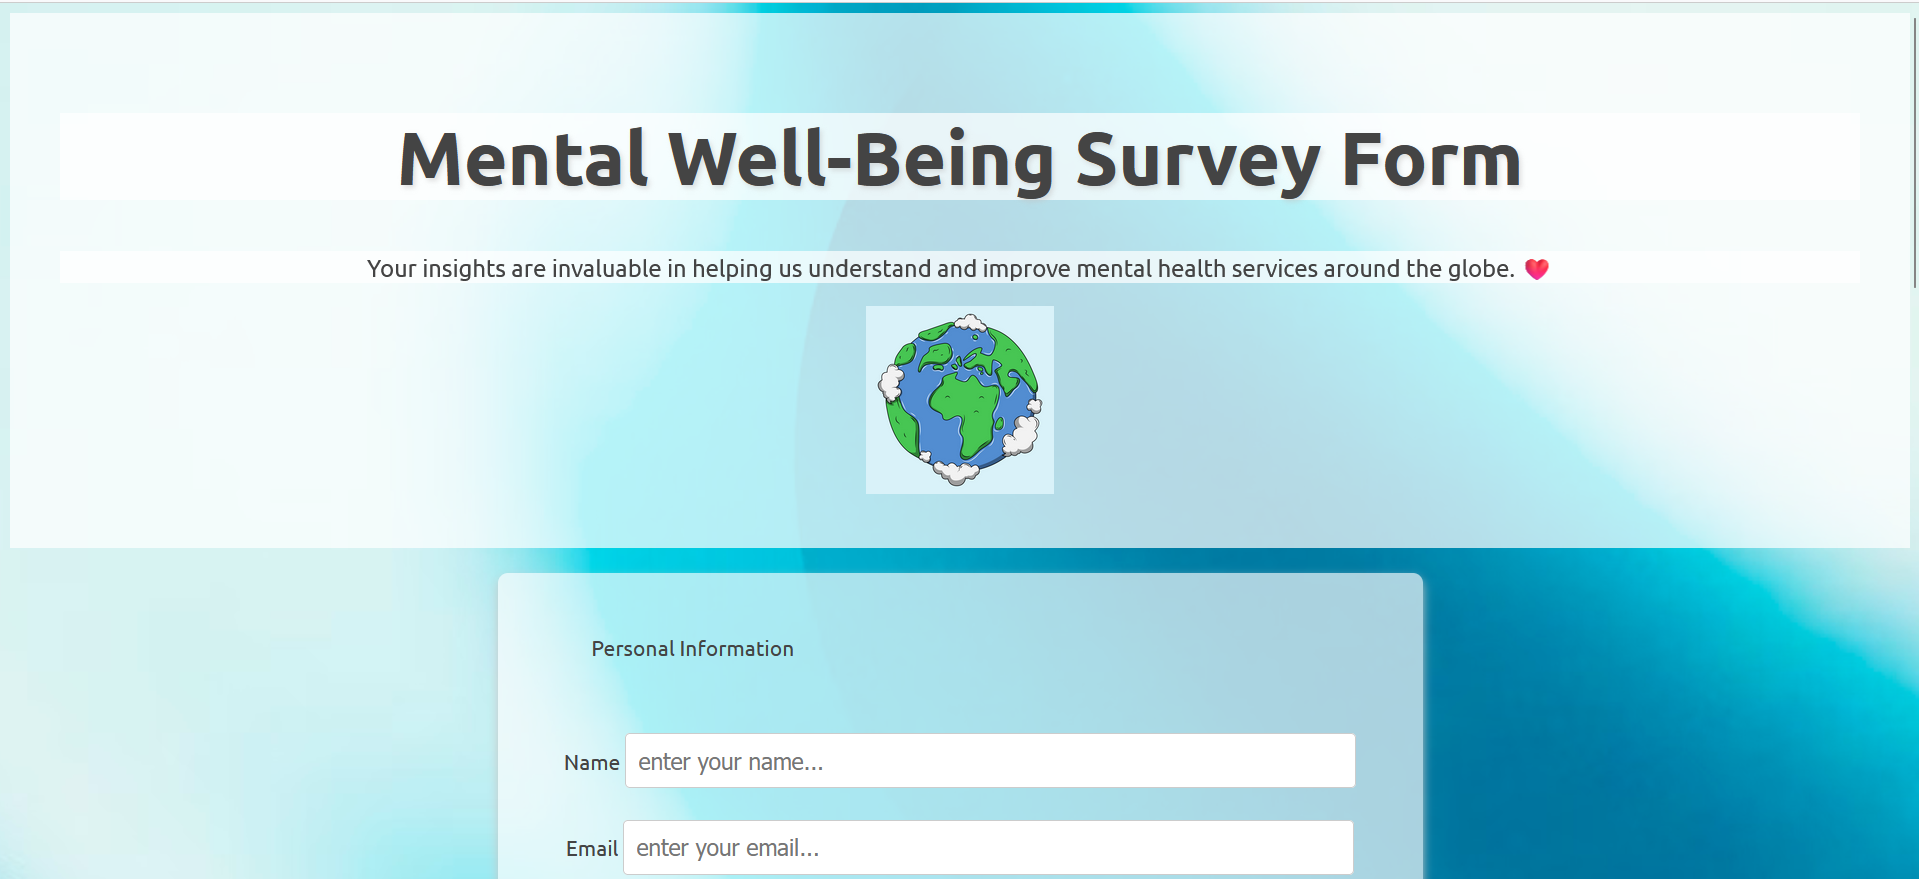 Mental Well-Being Survey Form
Your insights are invaluable in helping us understand and improve mental health services around the globe. ❤️
Personal Information
Name enter your name...
Email enter your email...